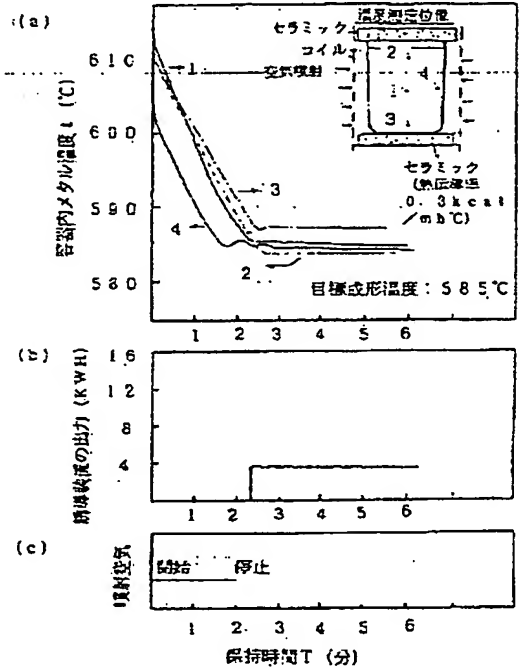 (a)
温度測定位置
セラミック
コイル
2
610
1
空気噴射
4
1
600
3
セラミック
(熱伝導率
0.3kcal
/mh℃)
容器内メタル温度t (℃)
590
3
4
2
580
目標成形温度:585℃
1 2 3 4 5 6
(b)
16
12
8
4
誘導装置の出力(KWH)
1 2 3 4 5 6
(c)
噴射空気
開始 停止
1 2 3 4 5 6
保持時間T (分)